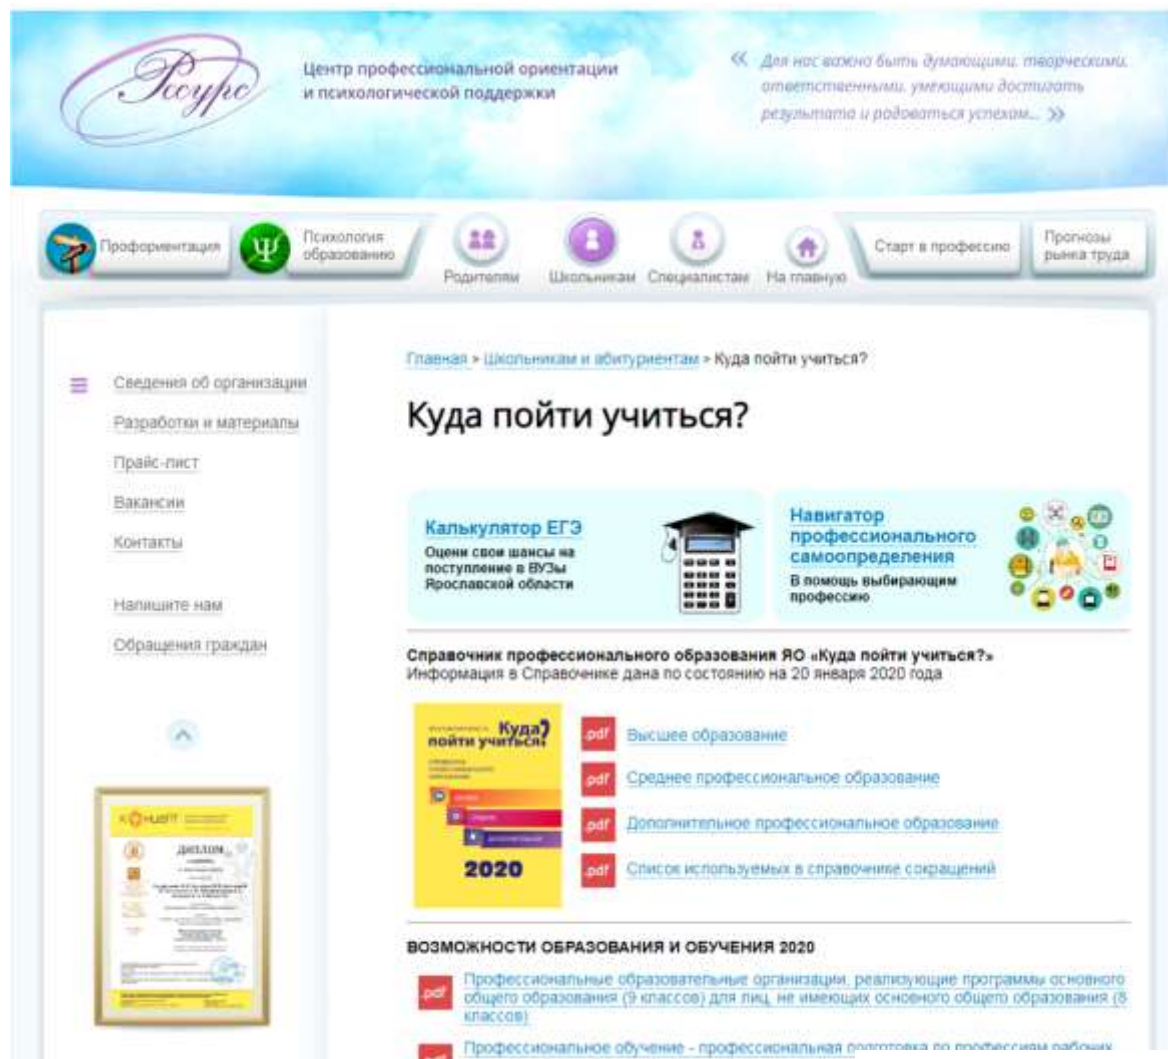 Ресурс
Центр профессиональной ориентации
и психологической поддержки
« Для нас важно быть думающими, творческими,
ответственными, умеющими достигать
результата и радоваться успехам... »
Профориентация
Психология
образованию
Родителям
Школьникам
Специалистам
На главную
Старт в профессию
Прогнозы
рынка труда
Сведения об организации
Разработки и материалы
Прайс-лист
Вакансии
Контакты
Напишите нам
Обращения граждан
ДИПЛОМ
Главная » Школьникам и абитуриентам » Куда пойти учиться?
Куда пойти учиться?
Калькулятор ЕГЭ
Оцени свои шансы на
поступление в ВУЗы
Ярославской области
Навигатор
профессионального
самоопределения
В помощь выбирающим
профессию
Справочник профессионального образования ЯО «Куда пойти учиться?»
Информация в Справочнике дана по состоянию на 20 января 2020 года
Куда
пойти учиться?
2020
.pdf Высшее образование
.pdf Среднее профессиональное образование
.pdf Дополнительное профессиональное образование
.pdf Список используемых в справочнике сокращений
ВОЗМОЖНОСТИ ОБРАЗОВАНИЯ И ОБУЧЕНИЯ 2020
.pdf Профессиональные образовательные организации, реализующие программы основного
общего образования (9 классов) для лиц, не имеющих основного общего образования (8
классов)
.pdf Профессиональное обучение - профессиональная подготовка по профессиям рабочих,